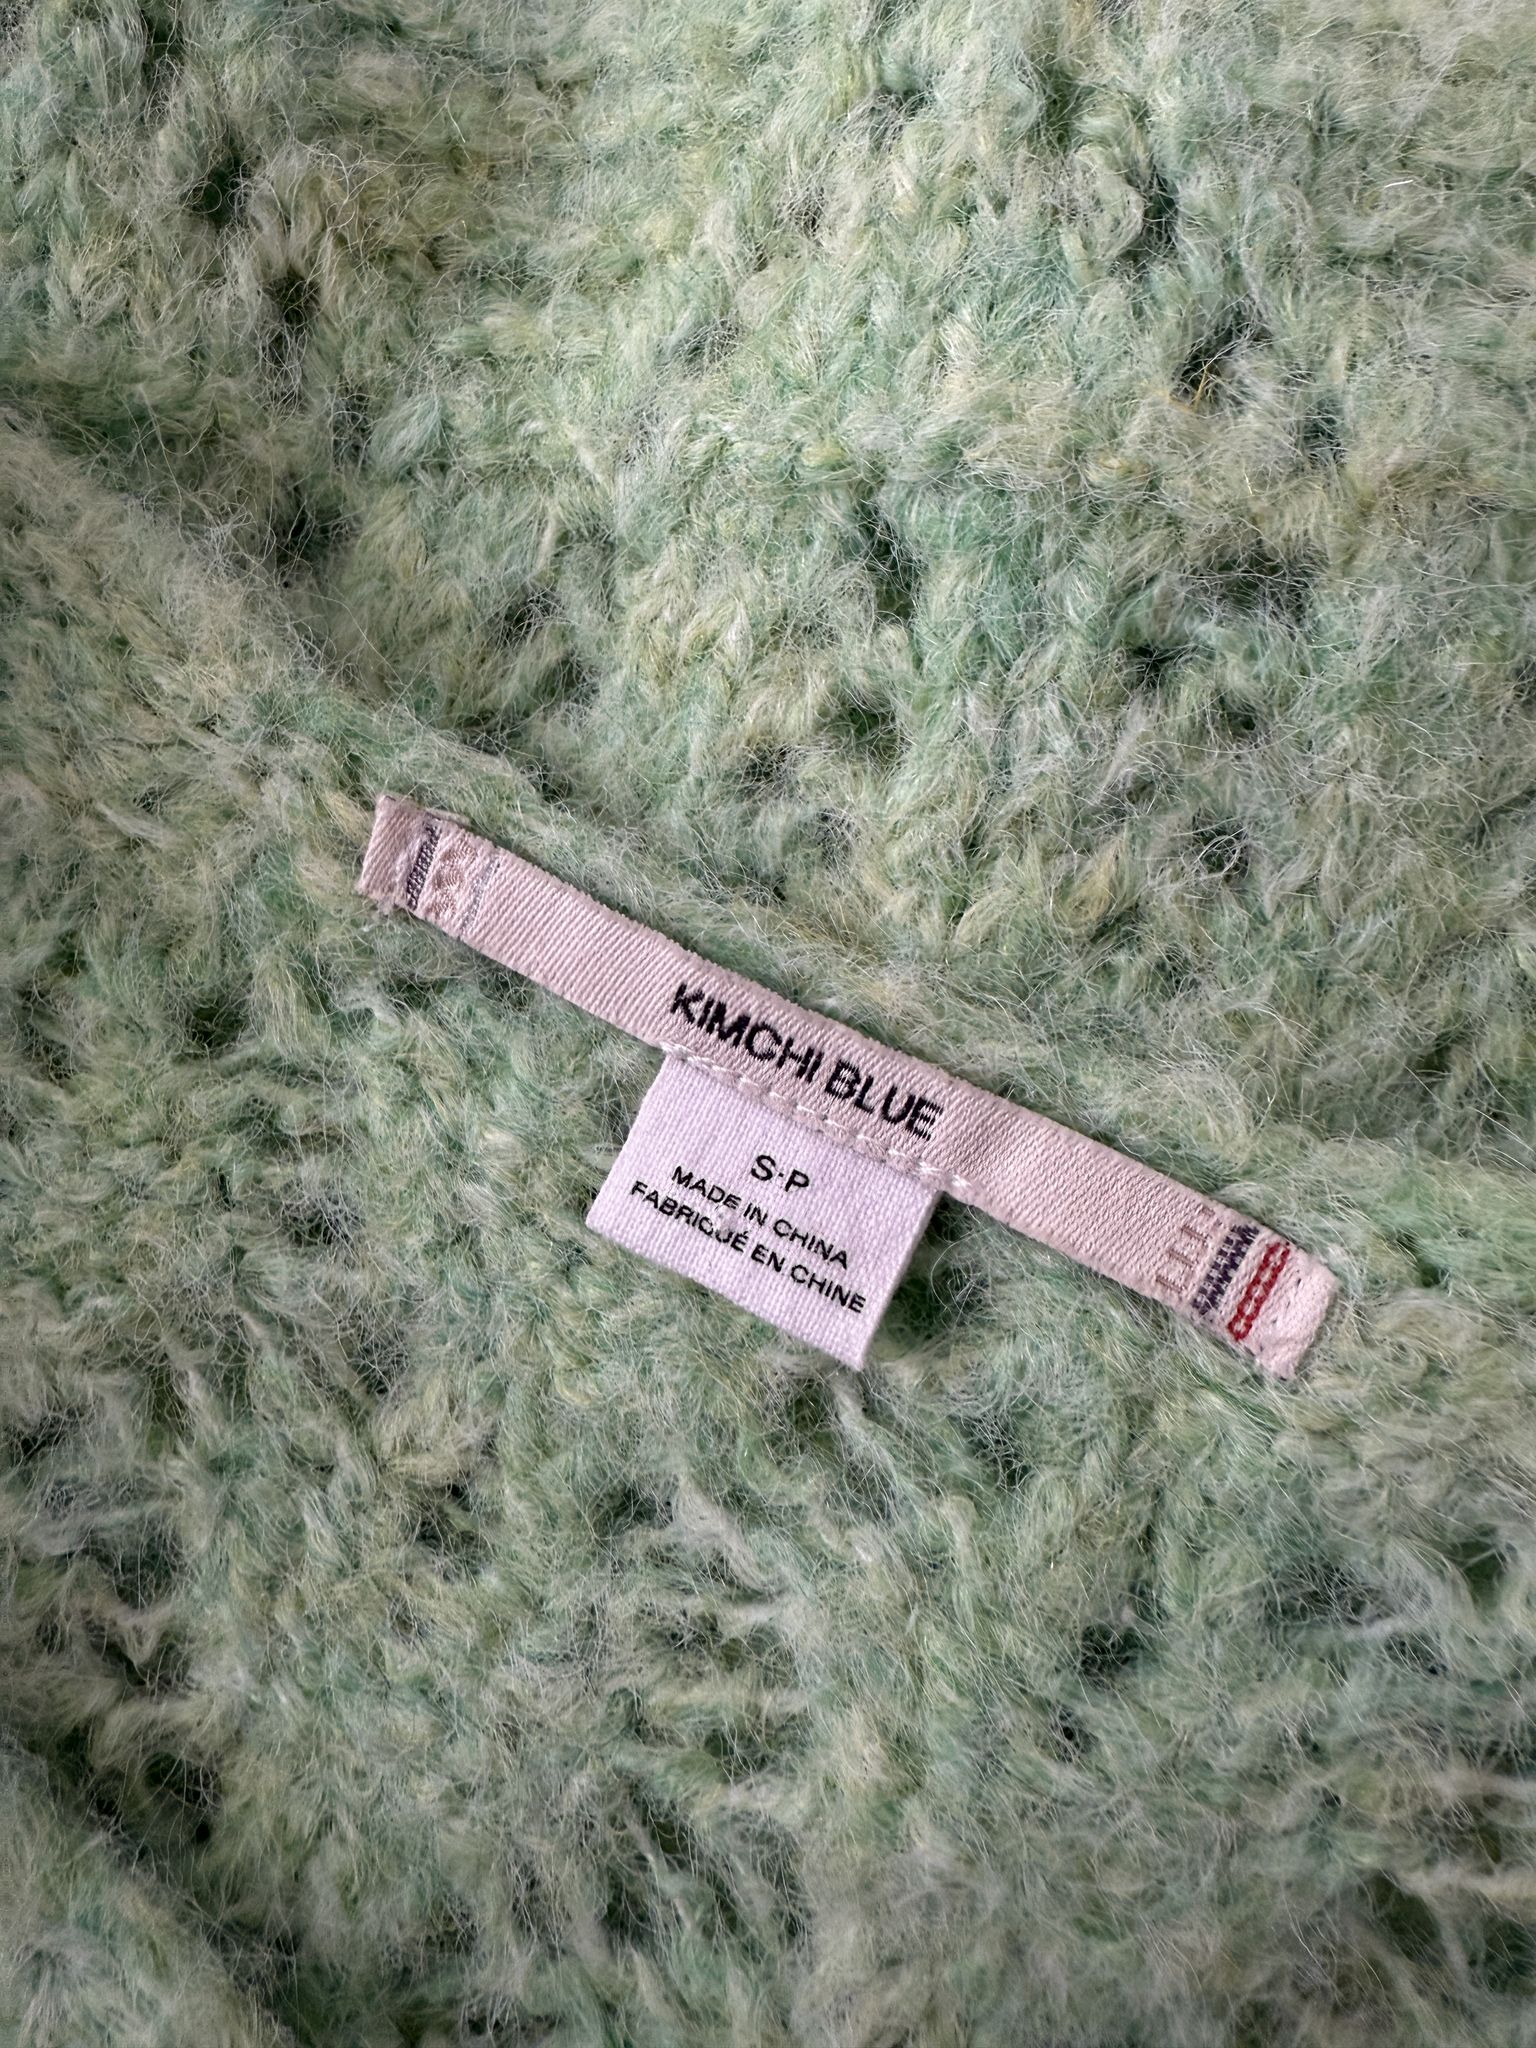 KIMCHI BLUE
S·P
MADE IN CHINA
FABRIQUÉ EN CHINE